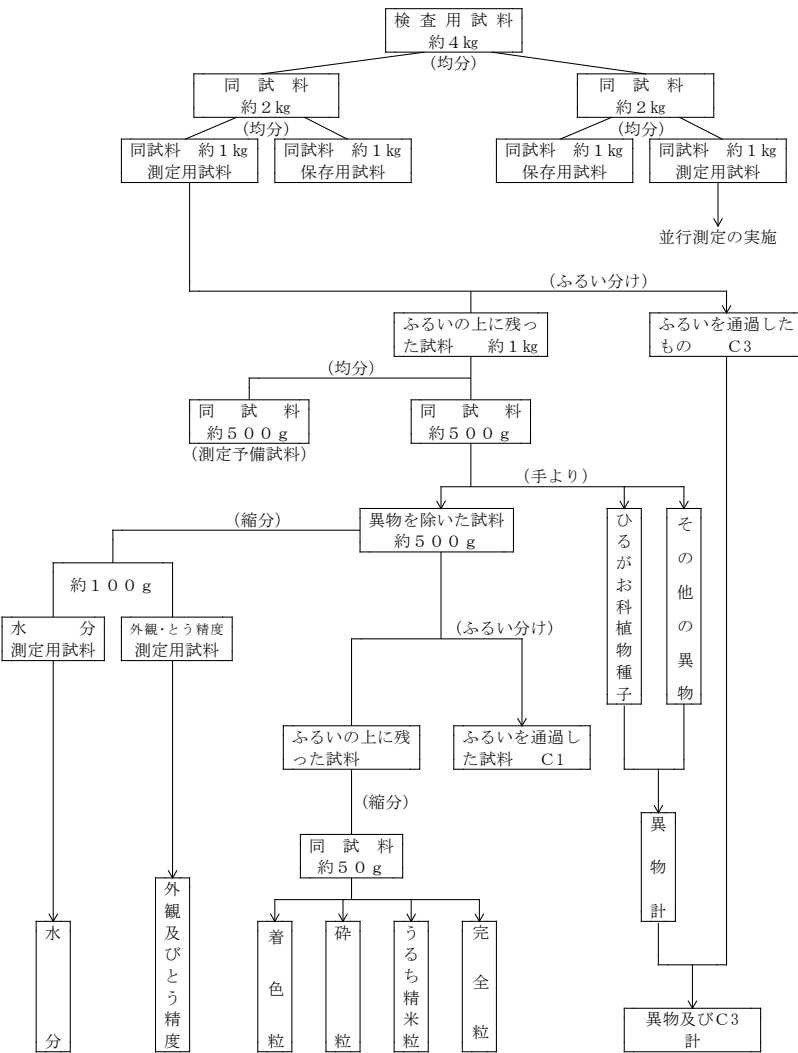 検査用試料
約４㎏
(均分)
同試料
約２㎏
同試料
約２㎏
(均分)
(均分)
同試料　約１㎏
測定用試料
同試料　約１㎏
保存用試料
同試料　約１㎏
保存用試料
同試料　約１㎏
測定用試料
並行測定の実施
(ふるい分け)
ふるいの上に残っ
た試料　約１㎏
ふるいを通過した
もの　Ｃ3
(均分)
同試料
約５００ｇ
(測定予備試料)
同試料
約５００ｇ
(手より)
(縮分)
異物を除いた試料
約５００ｇ
ひるがお科植物種子
その他の異物
約１００ｇ
水分
測定用試料
外観・とう精度
測定用試料
(ふるい分け)
ふるいの上に残
った試料
ふるいを通過し
た試料　Ｃ1
(縮分)
同試料
約５０ｇ
異物計
水分
外観及びとう精度
着色粒
砕粒
うるち精米粒
完全粒
異物及びＣ3
計